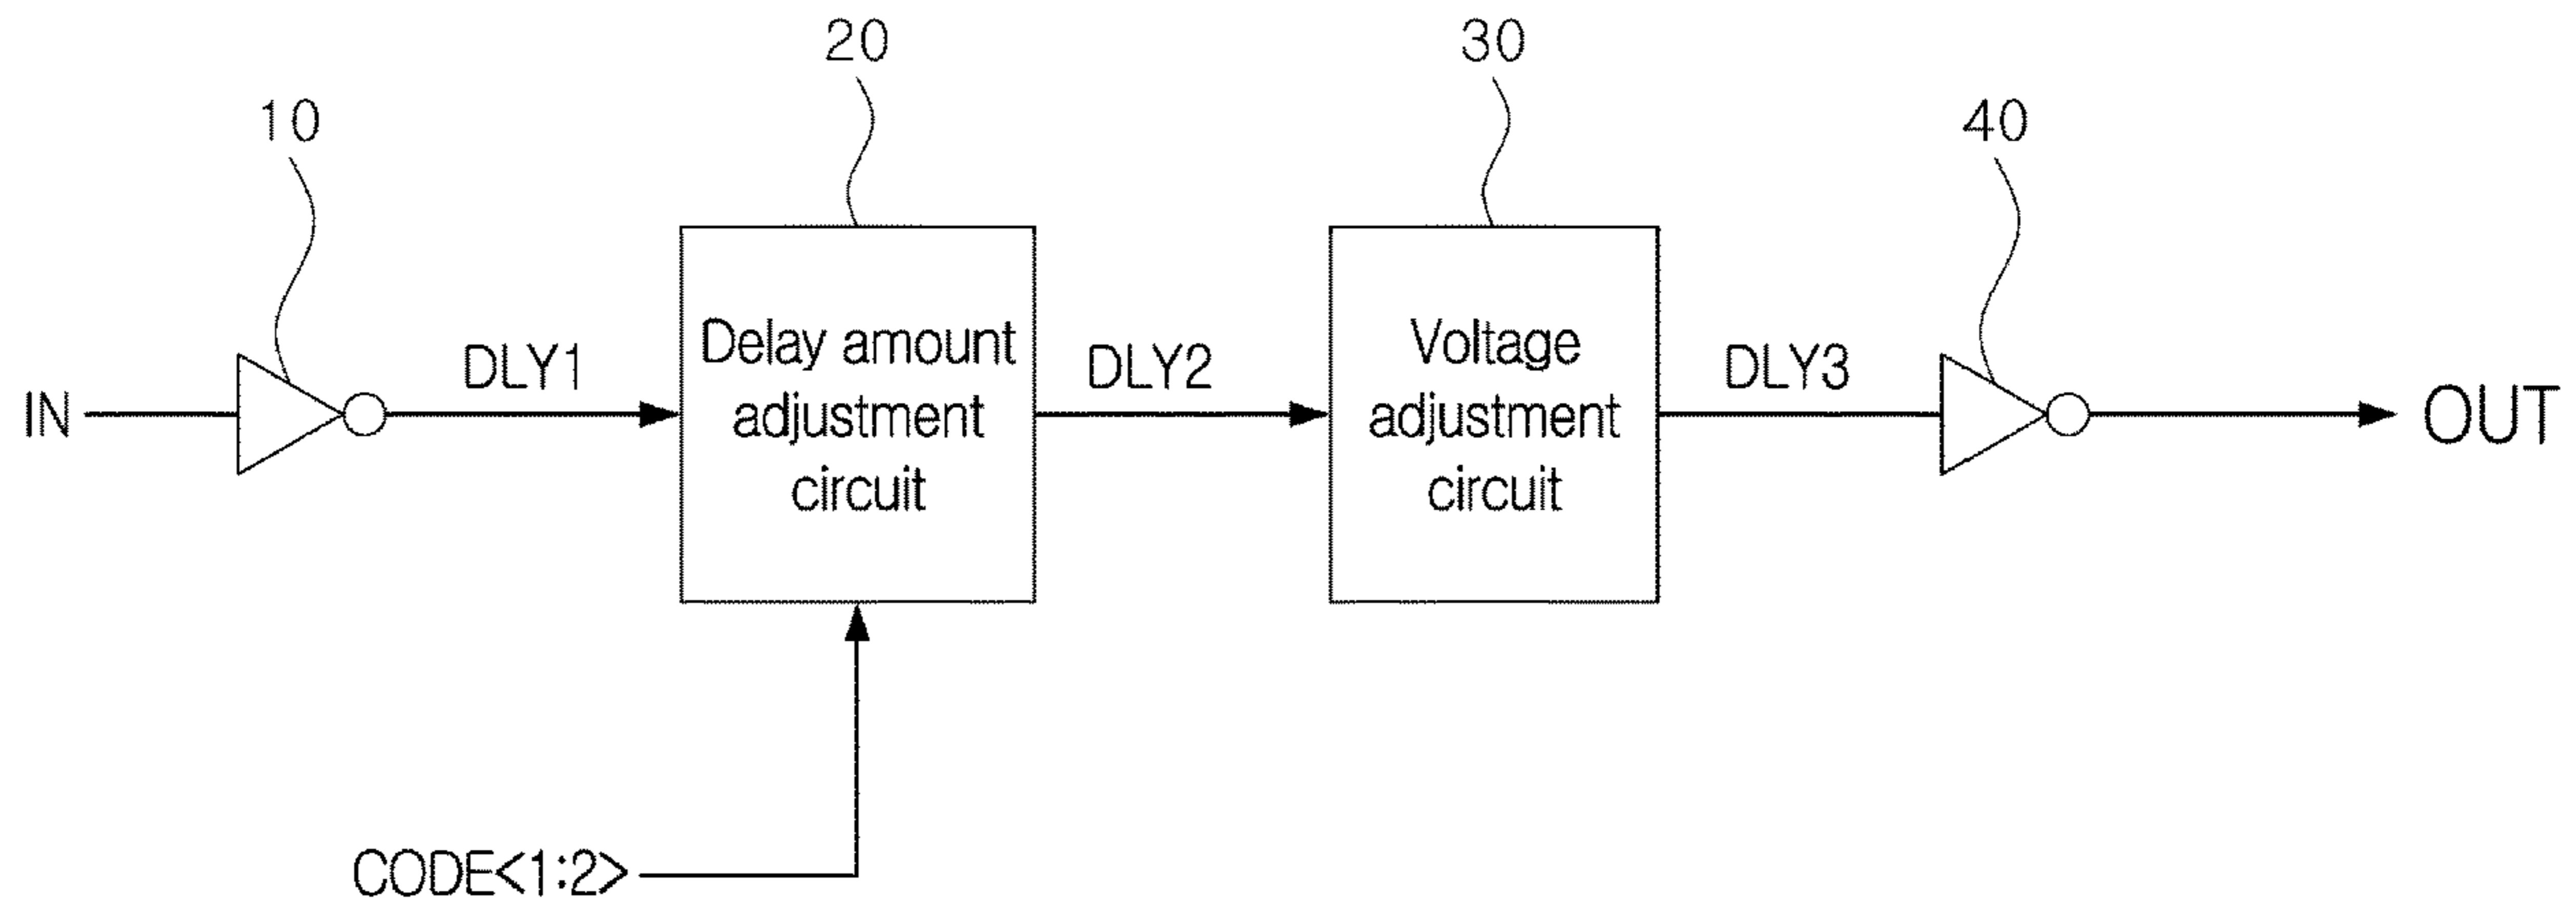 20
30
10
40
IN
DLY1
Delay amount
adjustment
circuit
DLY2
Voltage
adjustment
circuit
DLY3
OUT
CODE<1:2>